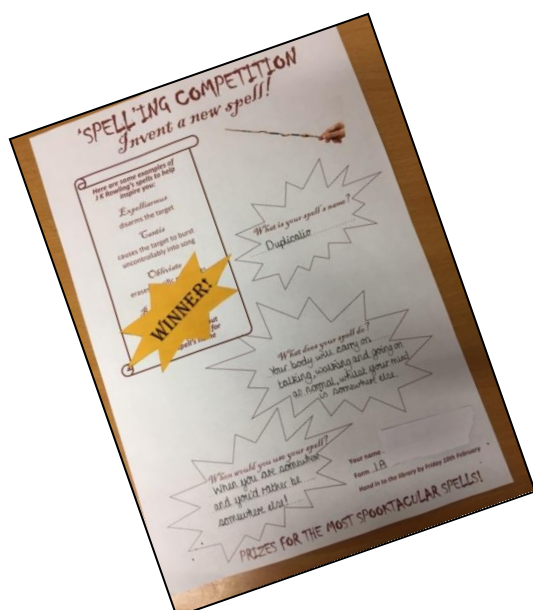 'SPELL'ING COMPETITION
Invent a new spell!
Here are some examples of
J K Rowling's spells to help
inspire you:
Expelliarmus
disarms the target
Cantis
causes the target to burst
uncontrollably into song
Obliviate
WINNER!
for
What is your spell's name?
Duplicatio
What does your spell do?
Your body will carry on
talking, walking and going on
as normal, whilst your mind
is somewhere else.
When would you use your spell?
When you are somewhere
and you'd rather be
somewhere else!
Your name
Form 1A
Hand in to the library by Friday 10th February
PRIZES FOR THE MOST SPOOKTACULAR SPELLS!